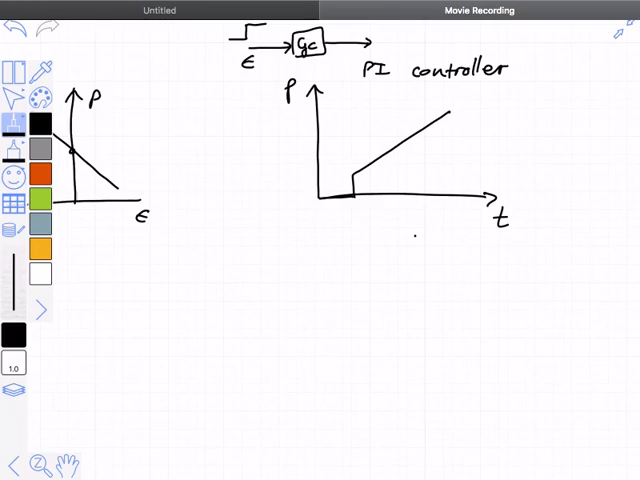 Untitled
Movie Recording
Gc
ε
PI controller
P
P
ε
t
1.0
Z